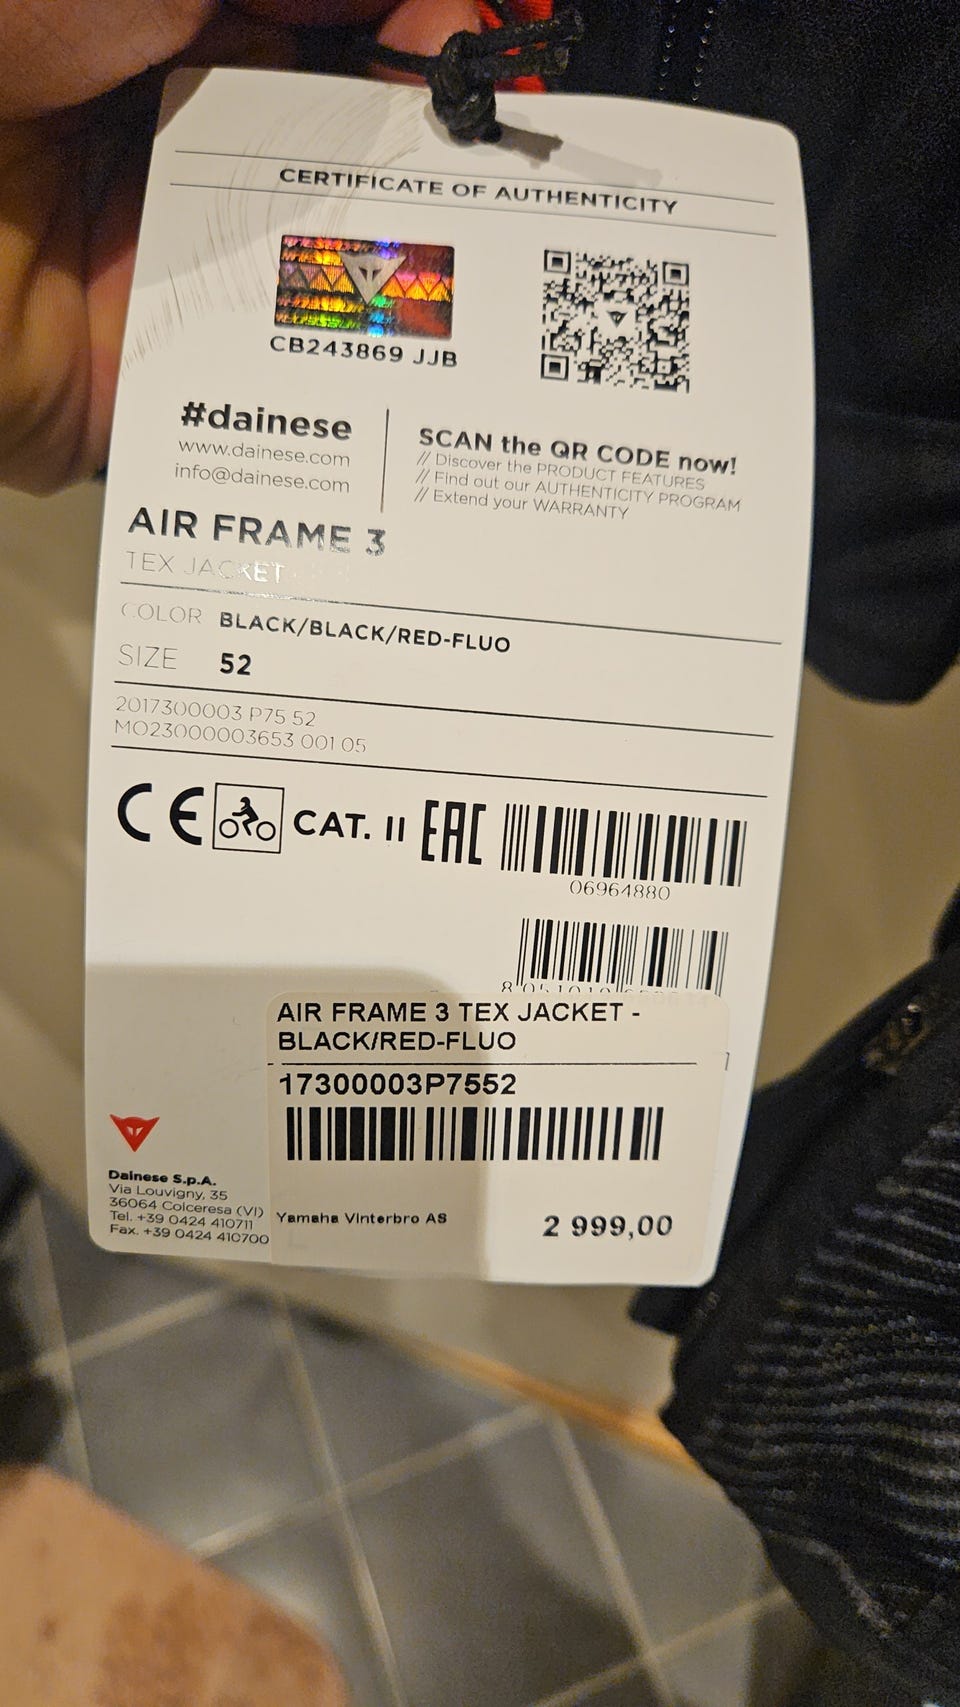 CERTIFICATE OF AUTHENTICITY
CB243869 JJB
#dainese
www.dainese.com
info@dainese.com
SCAN the QR CODE now!
// Discover the PRODUCT FEATURES
// Find out our AUTHENTICITY PROGRAM
// Extend your WARRANTY
AIR FRAME 3
TEX JACKET
COLOR BLACK/BLACK/RED-FLUO
SIZE 52
2017300003 P75 52
MO23000003653 001 05
CE CAT. II EAC
06964880
AIR FRAME 3 TEX JACKET -
BLACK/RED-FLUO
17300003P7552
Yamaha Vinterbro AS 2 999,00
Dainese S.p.A.
Via Louvigny, 35
36064 Colceresa (VI)
Tel. +39 0424 410711
Fax. +39 0424 410700